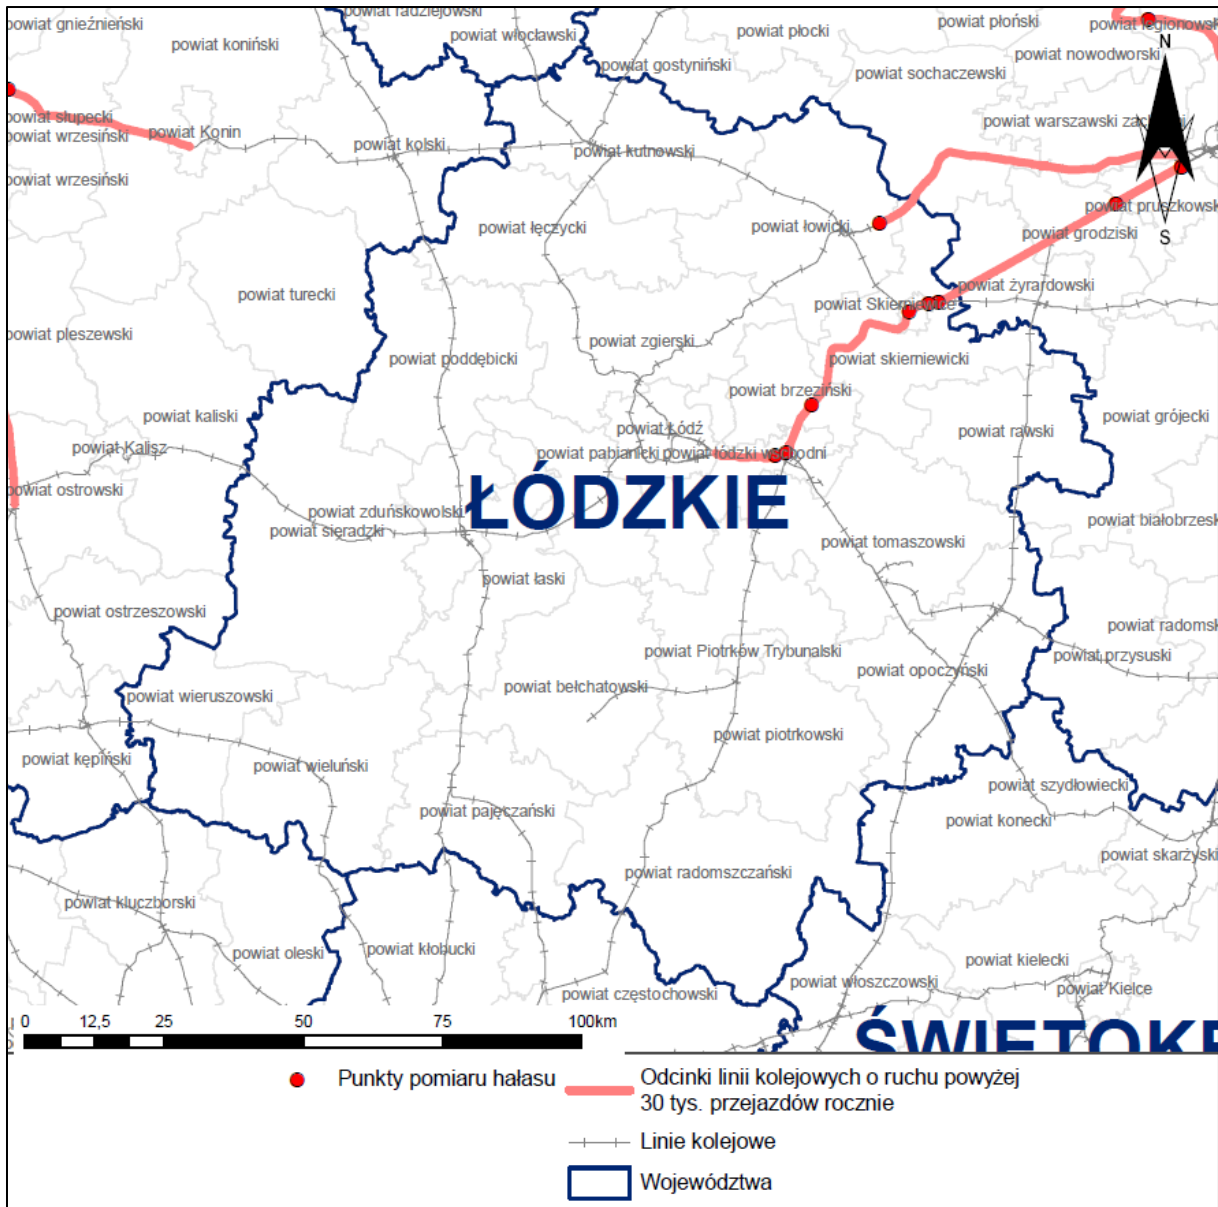 powiat radziejowski
powiat gnieźnieński
powiat koniński
powiat włocławski
powiat płocki
powiat płoński
powiat legionowski
N
powiat nowodworski
powiat gostyniński
powiat sochaczewski
powiat słupecki
powiat wrzesiński
powiat Konin
powiat kolski
powiat kutnowski
powiat warszawski zachodni
powiat wrzesiński
powiat pruszkowsk
powiat łęczycki
powiat łowicki
powiat grodziski
S
powiat turecki
powiat żyrardowski
powiat Skierniewice
powiat pleszewski
powiat zgierski
powiat poddębicki
powiat skierniewicki
powiat brzeziński
powiat kaliski
powiat grójecki
powiat Łódź
powiat rawski
powiat Kalisz
powiat pabianicki
powiat łódzki wschodni
powiat ostrowski
ŁÓDZKIE
powiat zduńskowolski
powiat białobrzesk
powiat sieradzki
powiat tomaszowski
powiat łaski
powiat ostrzeszowski
powiat radomsk
powiat Piotrków Trybunalski
powiat przysuski
powiat opoczyński
powiat bełchatowski
powiat wieruszowski
powiat piotrkowski
powiat kępiński
powiat wieluński
powiat szydłowiecki
powiat pajęczański
powiat konecki
powiat skarżyski
powiat radomszczański
powiat kluczborski
powiat oleski
powiat kłobucki
powiat kielecki
powiat włoszczowski
powiat Kielce
powiat częstochowski
0 12,5 25 50 75 100km
ŚWIĘTOKR
Punkty pomiaru hałasu
Odcinki linii kolejowych o ruchu powyżej
30 tys. przejazdów rocznie
Linie kolejowe
Województwa